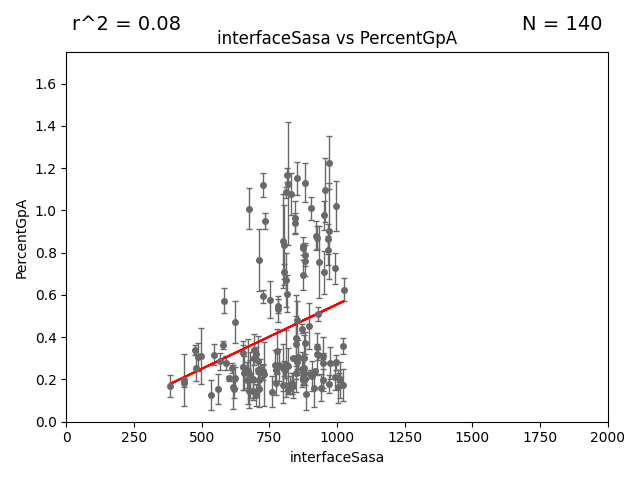 r^2 = 0.08
N = 140
interfaceSasa vs PercentGpA
PercentGpA
1.6
1.4
1.2
1.0
0.8
0.6
0.4
0.2
0.0
0 250 500 750 1000 1250 1500 1750 2000
interfaceSasa